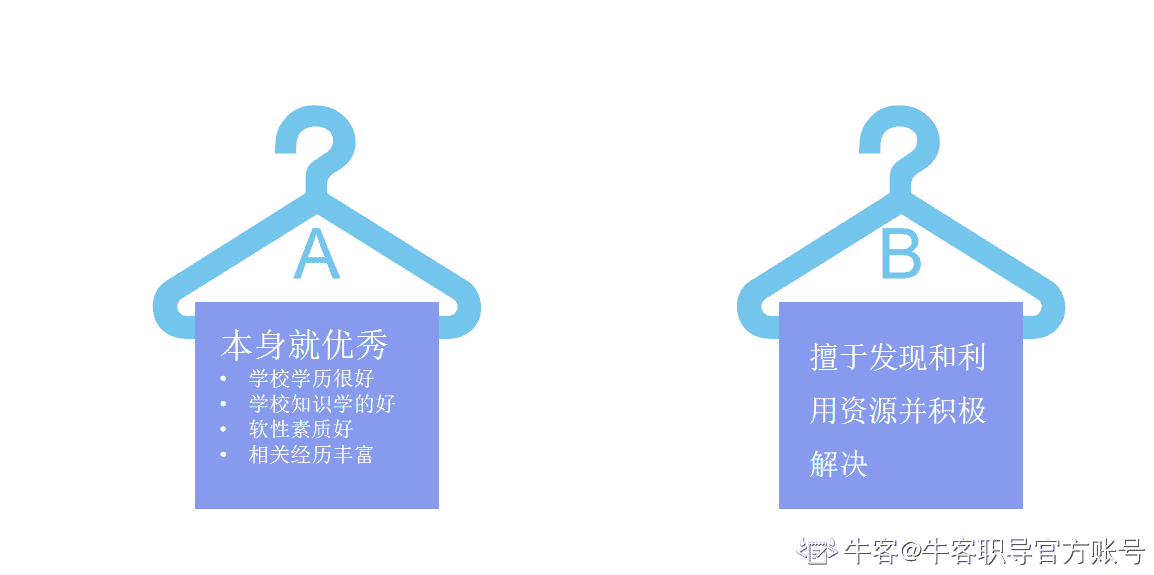 A
本身就优秀
• 学校学历很好
• 学校知识学的好
• 软性素质好
• 相关经历丰富
B
擅于发现和利
用资源并积极
解决
牛客@牛客职导官方账号